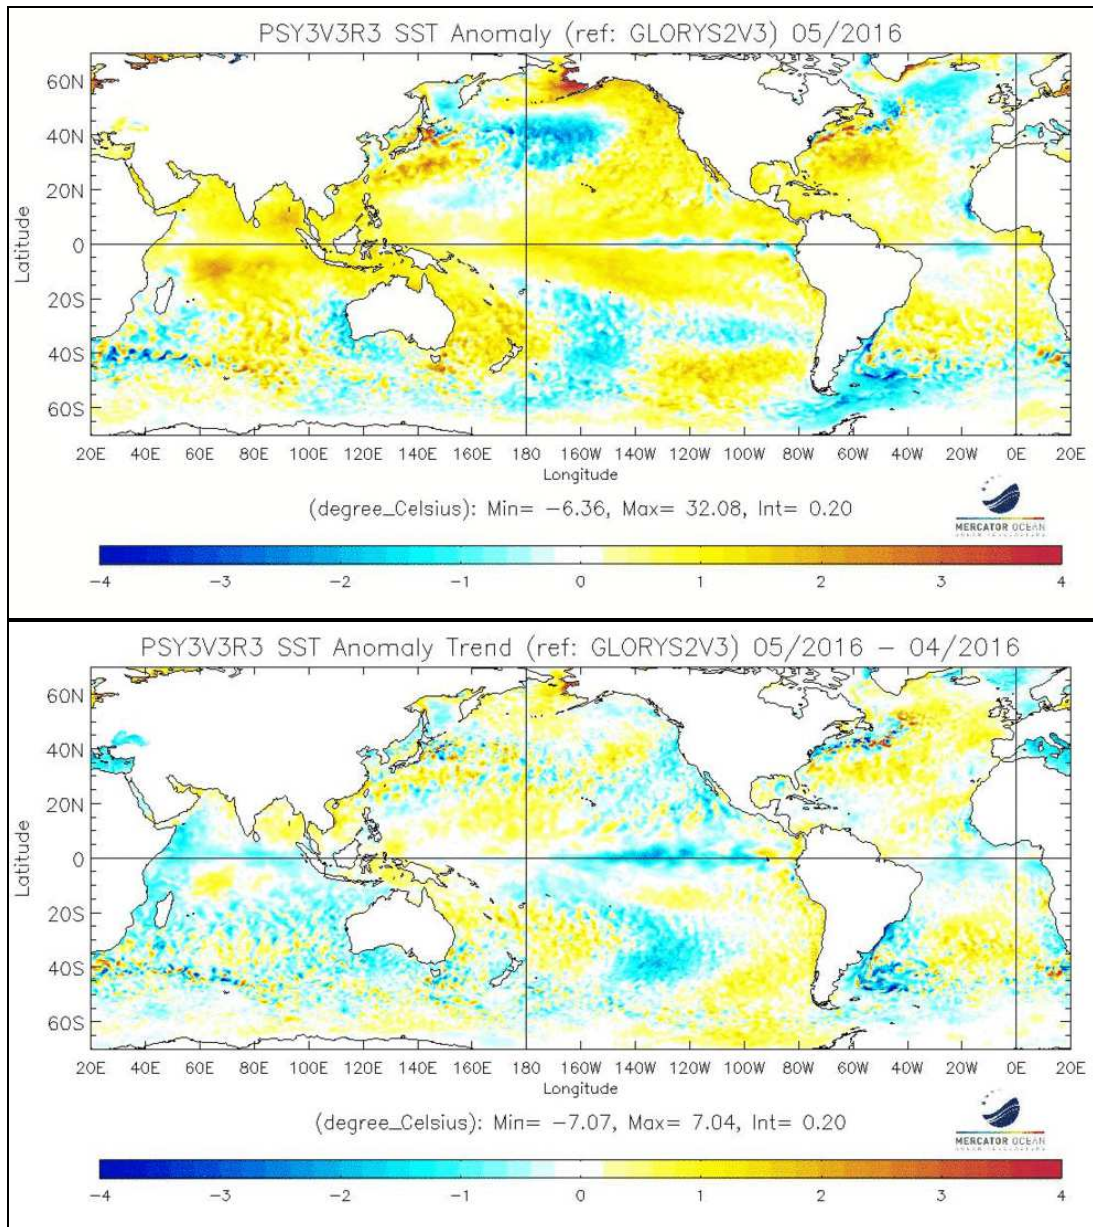 PSY3V3R3 SST Anomaly (ref: GLORYS2V3) 05/2016
60N
40N
20N
0
20S
40S
60S
Latitude
20E 40E 60E 80E 100E 120E 140E 160E 180 160W 140W 120W 100W 80W 60W 40W 20W 0E 20E
Longitude
(degree_Celsius): Min= −6.36, Max= 32.08, Int= 0.20
MERCATOR OCEAN
−4 −3 −2 −1 0 1 2 3 4
PSY3V3R3 SST Anomaly Trend (ref: GLORYS2V3) 05/2016 − 04/2016
60N
40N
20N
0
20S
40S
60S
Latitude
20E 40E 60E 80E 100E 120E 140E 160E 180 160W 140W 120W 100W 80W 60W 40W 20W 0E 20E
Longitude
(degree_Celsius): Min= −7.07, Max= 7.04, Int= 0.20
MERCATOR OCEAN
−4 −3 −2 −1 0 1 2 3 4